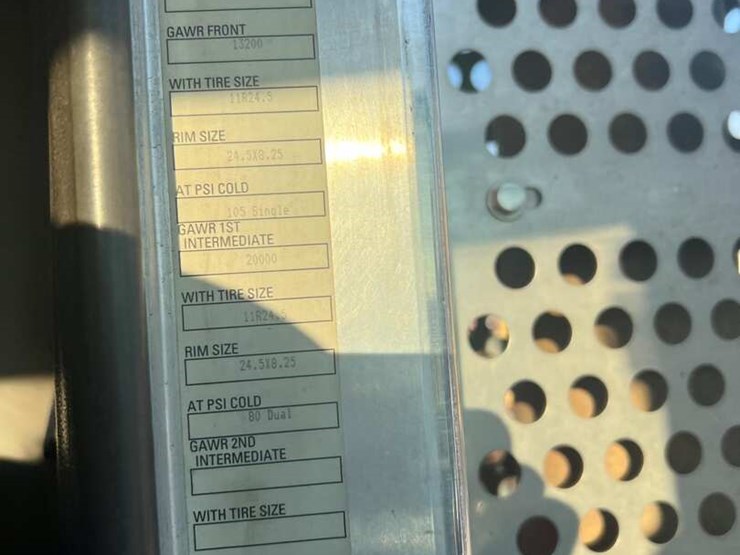 GAWR FRONT
13200
WITH TIRE SIZE
11R24.5
RIM SIZE
24.5X8.25
AT PSI COLD
105 Single
GAWR 1ST
INTERMEDIATE
20000
WITH TIRE SIZE
11R24.5
RIM SIZE
24.5X8.25
AT PSI COLD
80 Dual
GAWR 2ND
INTERMEDIATE
WITH TIRE SIZE